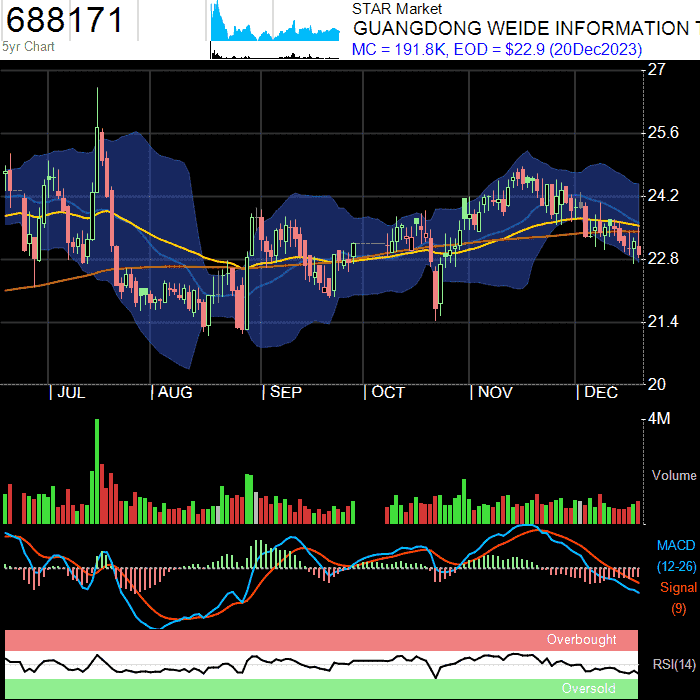 688171
5yr Chart
STAR Market
GUANGDONG WEIDE INFORMATION T
MC = 191.8K, EOD = $22.9 (20Dec2023)
27
25.6
24.2
22.8
21.4
20
JUL AUG SEP OCT NOV DEC
4M
Volume
MACD
(12-26)
Signal
(9)
Overbought
RSI(14)
Oversold